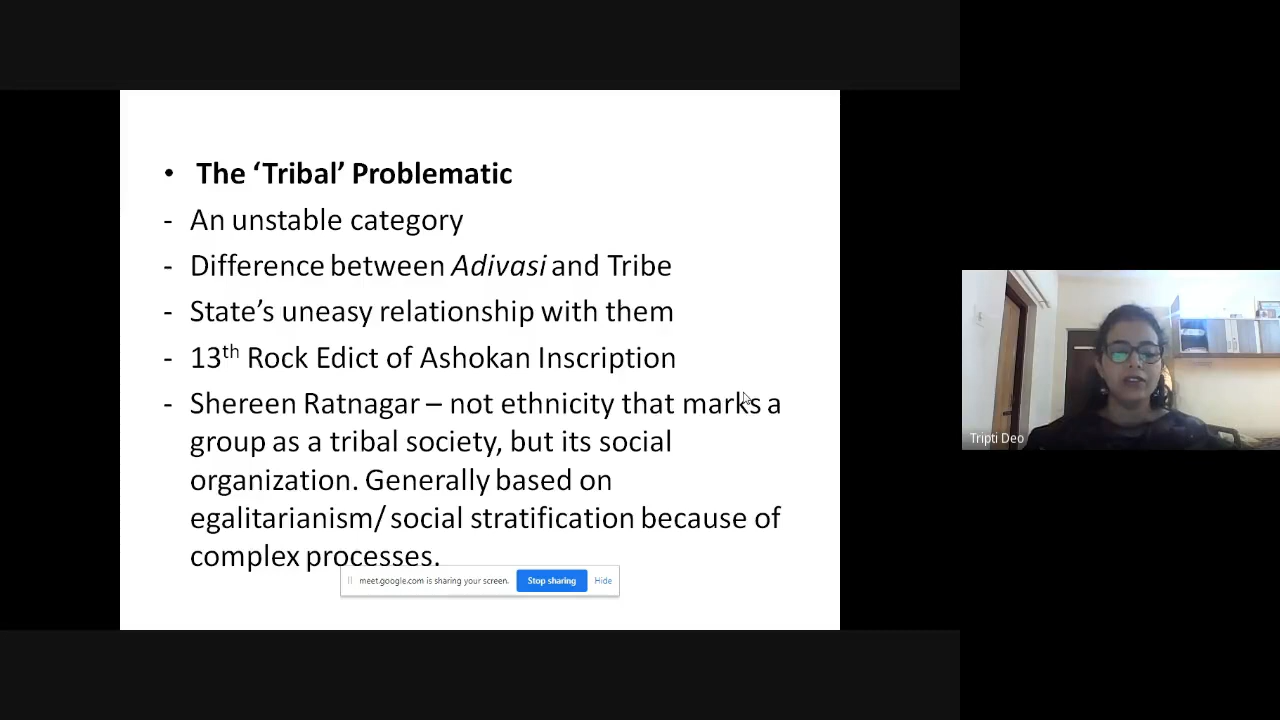 • The ‘Tribal’ Problematic
- An unstable category
- Difference between Adivasi and Tribe
- State’s uneasy relationship with them
- 13th Rock Edict of Ashokan Inscription
- Shereen Ratnagar – not ethnicity that marks a
group as a tribal society, but its social
organization. Generally based on
egalitarianism/ social stratification because of
complex processes.
meet.google.com is sharing your screen. Stop sharing Hide
Tripti Deo